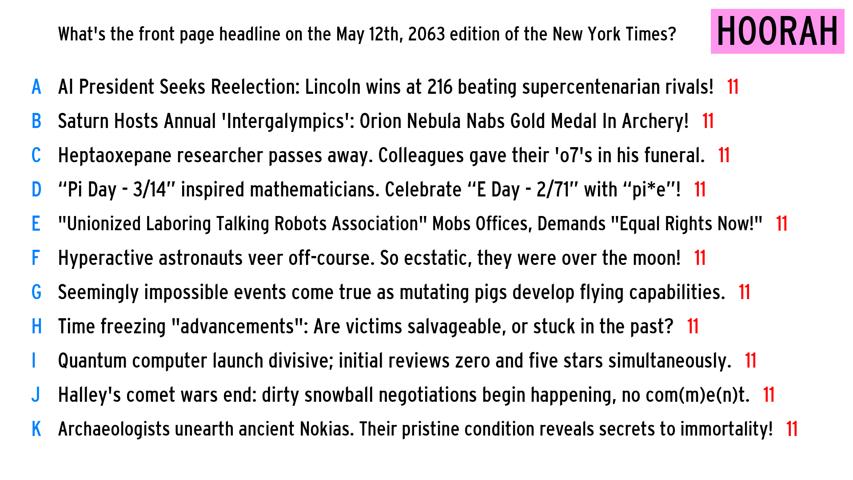 What's the front page headline on the May 12th, 2063 edition of the New York Times?
HOORAH
A AI President Seeks Reelection: Lincoln wins at 216 beating supercentenarian rivals! 11
B Saturn Hosts Annual 'Intergalympics': Orion Nebula Nabs Gold Medal In Archery! 11
C Heptaoxepane researcher passes away. Colleagues gave their 'o7's in his funeral. 11
D “Pi Day - 3/14” inspired mathematicians. Celebrate “E Day - 2/71” with “pi*e”! 11
E "Unionized Laboring Talking Robots Association" Mobs Offices, Demands "Equal Rights Now!" 11
F Hyperactive astronauts veer off-course. So ecstatic, they were over the moon! 11
G Seemingly impossible events come true as mutating pigs develop flying capabilities. 11
H Time freezing "advancements": Are victims salvageable, or stuck in the past? 11
I Quantum computer launch divisive; initial reviews zero and five stars simultaneously. 11
J Halley's comet wars end: dirty snowball negotiations begin happening, no com(m)e(n)t. 11
K Archaeologists unearth ancient Nokias. Their pristine condition reveals secrets to immortality! 11